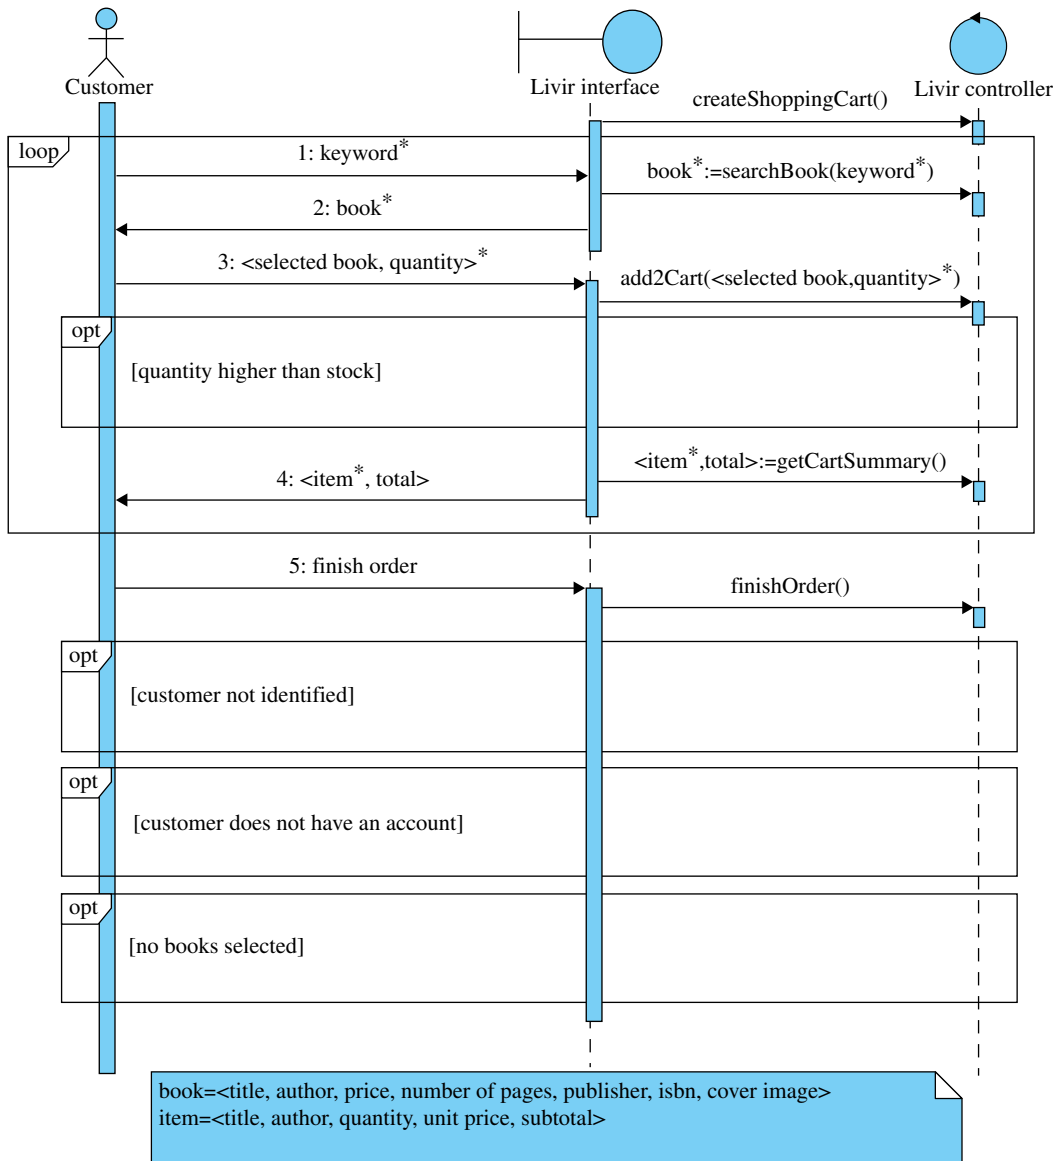 Customer
Livir interface
Livir controller
createShoppingCart()
loop
1: keyword*
book*:=searchBook(keyword*)
2: book*
3: <selected book, quantity>*
add2Cart(<selected book,quantity>*)
opt
[quantity higher than stock]
<item*,total>:=getCartSummary()
4: <item*, total>
5: finish order
finishOrder()
opt
[customer not identified]
opt
[customer does not have an account]
opt
[no books selected]
book=<title, author, price, number of pages, publisher, isbn, cover image>
item=<title, author, quantity, unit price, subtotal>